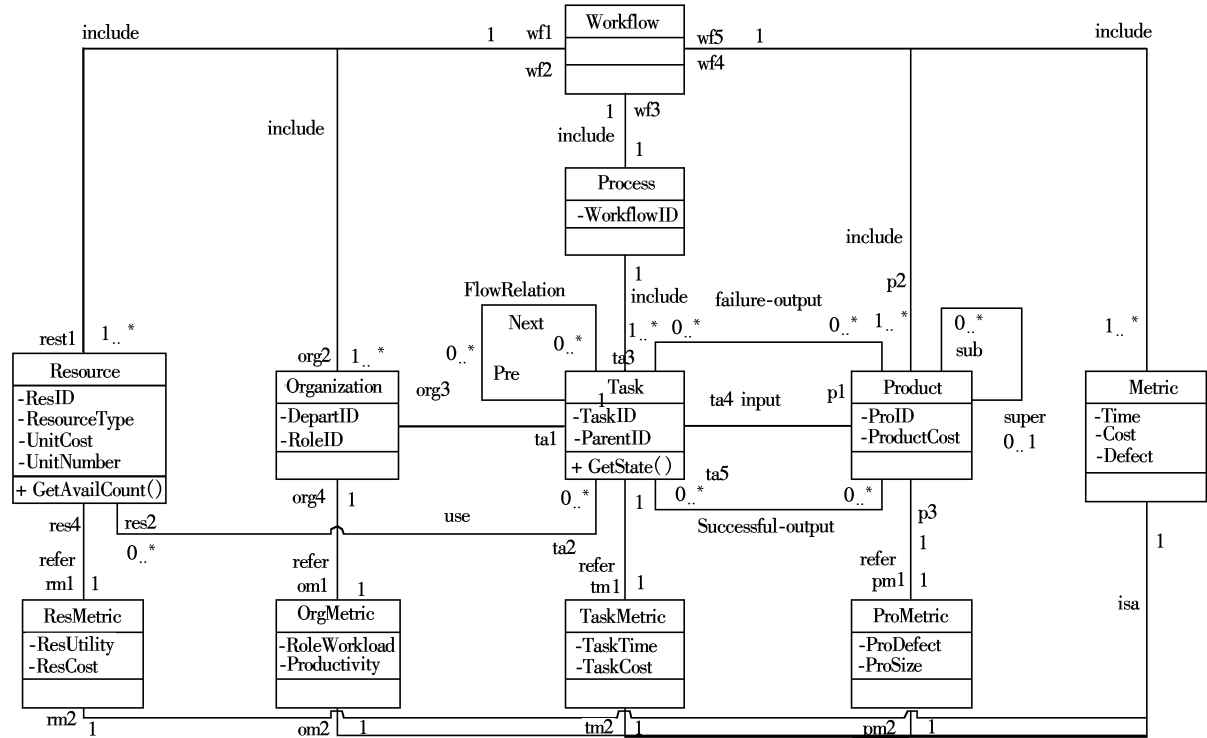 Workflow
include
1
wf1
wf5
1
include
wf2
wf4
1
wf3
include
include
1
Process
-WorkflowID
include
1
p2
FlowRelation
include
failure-output
Next
0..*
0..*
1..*
0..*
0..*
1..*
0..*
1..*
rest1
1..*
sub
org2
1..*
ta3
Resource
Pre
Organization
org3
Task
p1
Product
Metric
-ResID
-ResourceType
-UnitCost
-UnitNumber
+ GetAvailCount()
-DepartID
-RoleID
1
-TaskID
-ParentID
+ GetState()
ta4 input
-ProID
-ProductCost
super
0..1
-Time
-Cost
-Defect
ta1
ta5
org4
1
0..*
1
0..*
0..*
res4
res2
use
Successful-output
p3
0..*
ta2
1
1
refer
refer
refer
refer
rm1
1
om1
1
tm1
1
pm1
1
isa
ResMetric
-ResUtility
-ResCost
OrgMetric
-RoleWorkload
-Productivity
TaskMetric
-TaskTime
-TaskCost
ProMetric
-ProDefect
-ProSize
rm2
1
om2
1
tm2
1
pm2
1